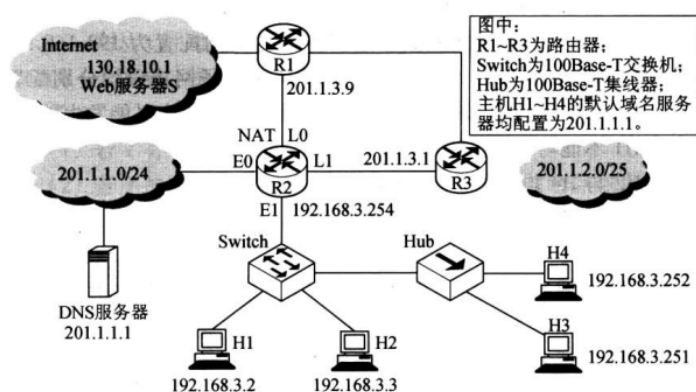 Internet
130.18.10.1
Web服务器S
R1
201.1.3.9
图中：
R1~R3为路由器；
Switch为100Base-T交换机；
Hub为100Base-T集线器；
主机H1~H4的默认域名服务
器均配置为201.1.1.1。
NAT
L0
201.1.1.0/24
E0
R2
L1
201.1.3.1
R3
201.1.2.0/25
E1
192.168.3.254
Switch
Hub
DNS服务器
201.1.1.1
H4
192.168.3.252
H1
192.168.3.2
H2
192.168.3.3
H3
192.168.3.251